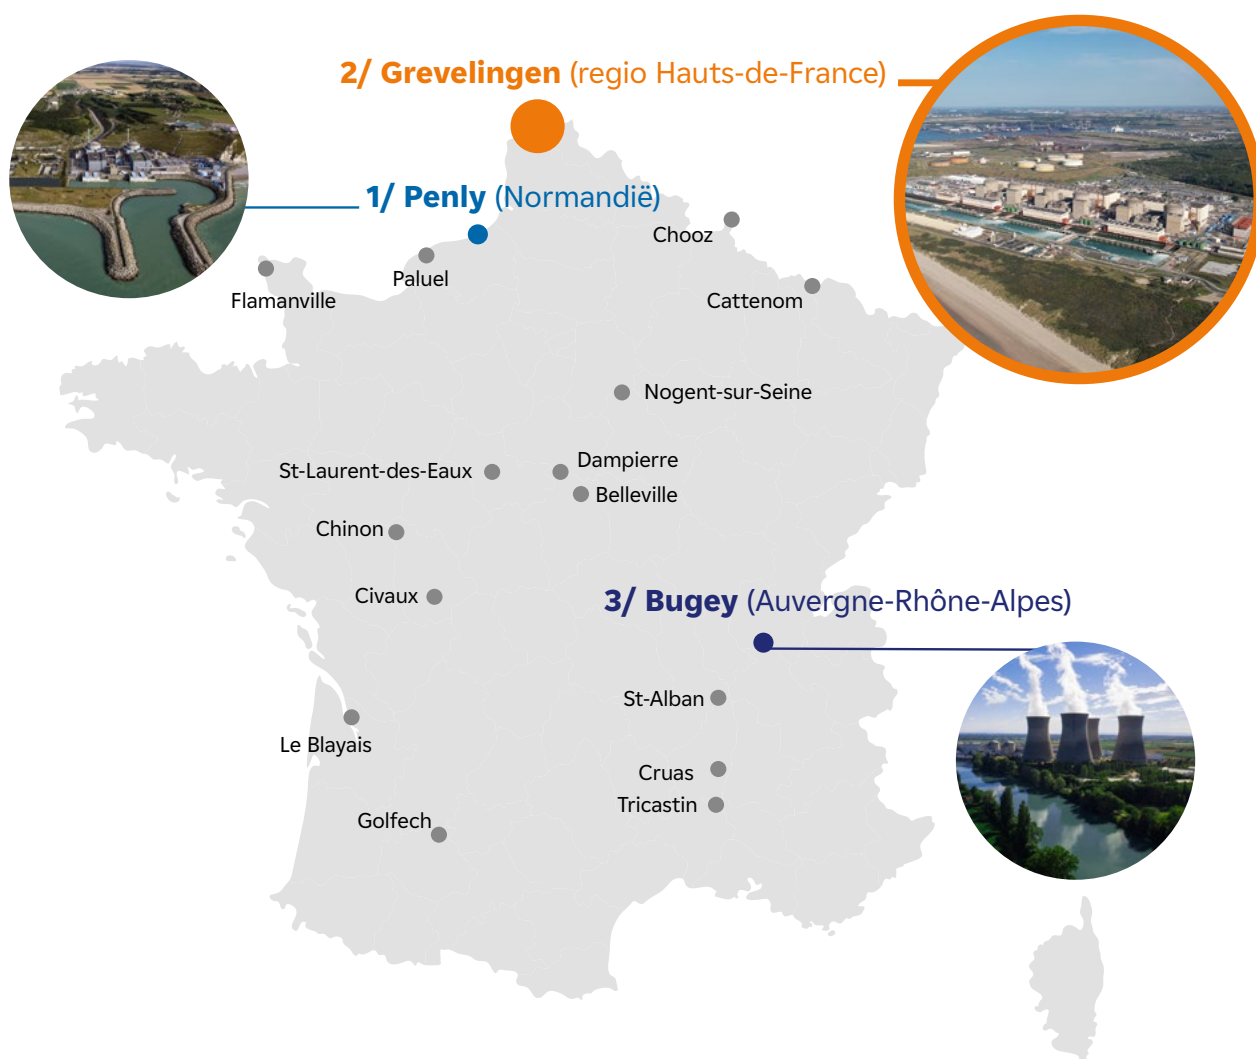 2/ Grevelingen (regio Hauts-de-France)
1/ Penly (Normandië)
Chooz
Paluel
Flamanville
Cattenom
Nogent-sur-Seine
Dampierre
St-Laurent-des-Eaux
Belleville
Chinon
Civaux
3/ Bugey (Auvergne-Rhône-Alpes)
St-Alban
Le Blayais
Cruas
Tricastin
Golfech